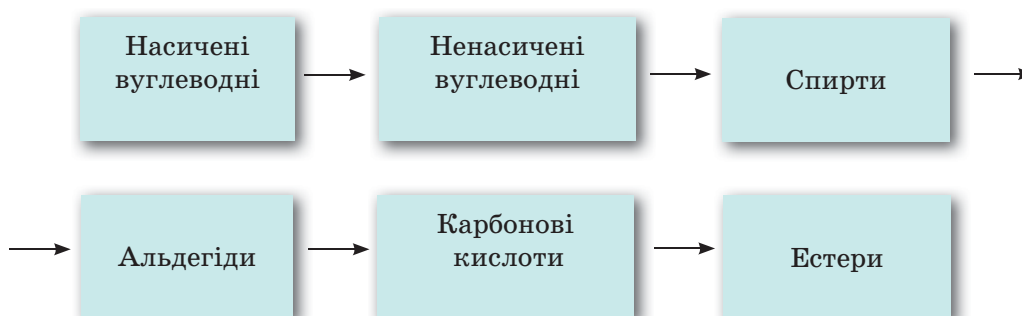 Насичені
вуглеводні
Ненасичені
вуглеводні
Спирти
Альдегіди
Карбонові
кислоти
Естери